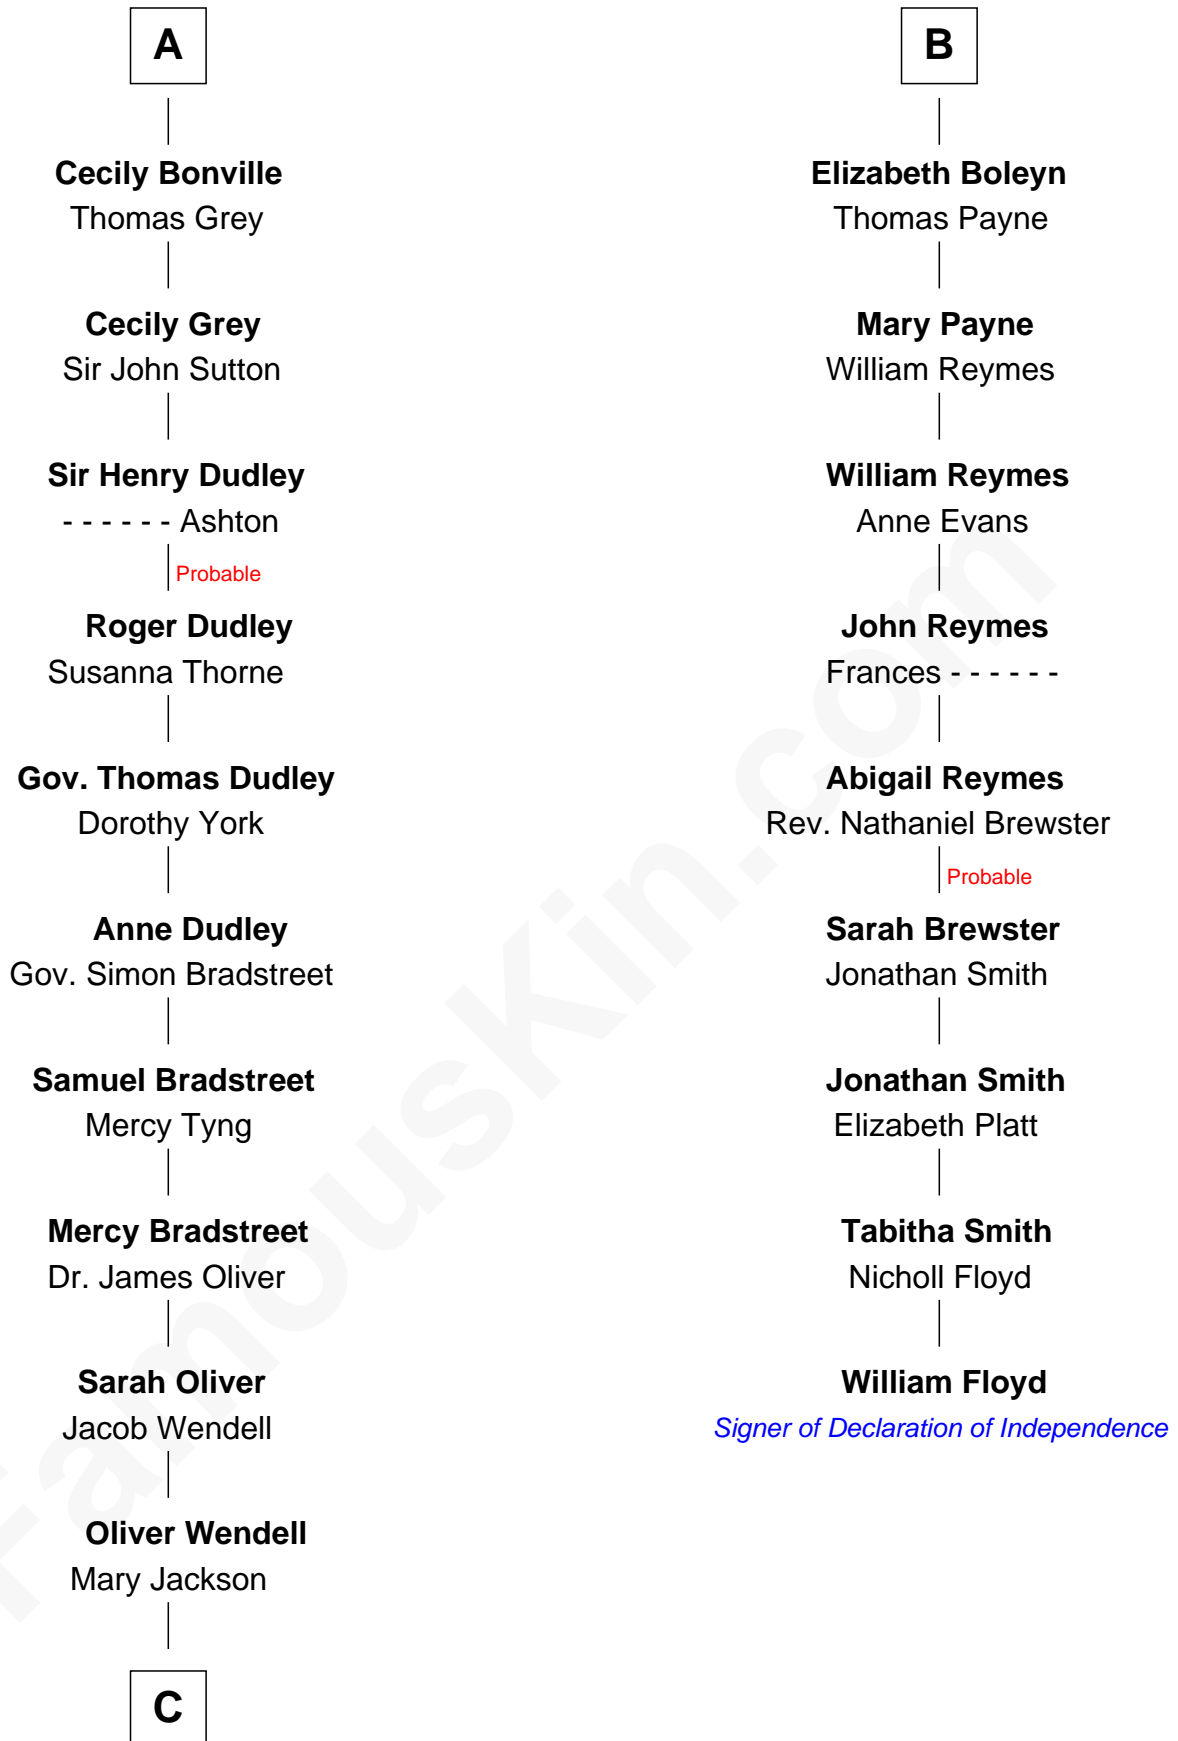 A
Cecily Bonville
Thomas Grey
Cecily Grey
Sir John Sutton
Sir Henry Dudley
- - - - - - Ashton
Probable
Roger Dudley
Susanna Thorne
Gov. Thomas Dudley
Dorothy York
Anne Dudley
Gov. Simon Bradstreet
Samuel Bradstreet
Mercy Tyng
Mercy Bradstreet
Dr. James Oliver
Sarah Oliver
Jacob Wendell
Oliver Wendell
Mary Jackson
C
B
Elizabeth Boleyn
Thomas Payne
Mary Payne
William Reymes
William Reymes
Anne Evans
John Reymes
Frances - - - - - -
Abigail Reymes
Rev. Nathaniel Brewster
Probable
Sarah Brewster
Jonathan Smith
Jonathan Smith
Elizabeth Platt
Tabitha Smith
Nicholl Floyd
William Floyd
Signer of Declaration of Independence
FamousKin.com